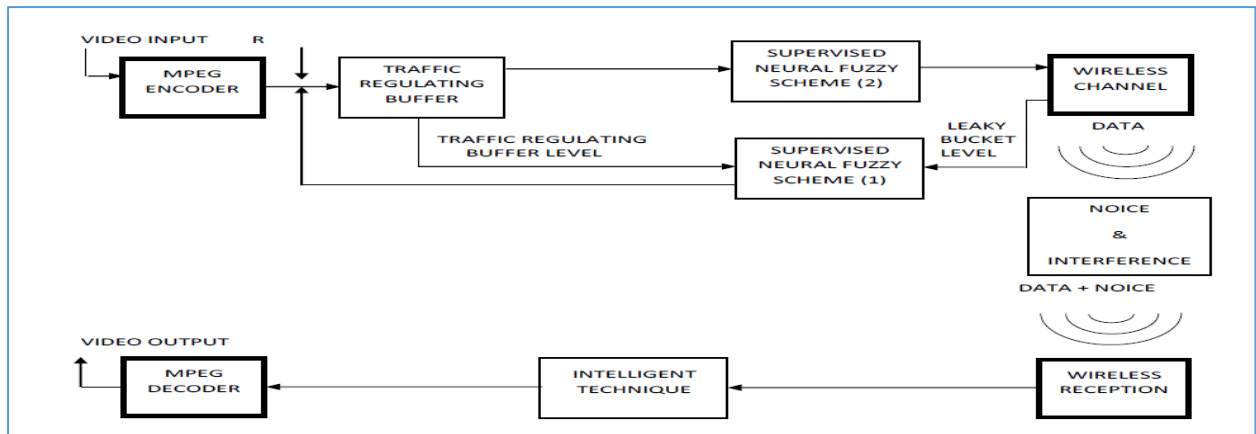 VIDEO INPUT R
MPEG
ENCODER
TRAFFIC
REGULATING
BUFFER
SUPERVISED
NEURAL FUZZY
SCHEME (2)
WIRELESS
CHANNEL
TRAFFIC REGULATING
BUFFER LEVEL
SUPERVISED
NEURAL FUZZY
SCHEME (1)
LEAKY
BUCKET
LEVEL
DATA
NOICE
&
INTERFERENCE
DATA + NOICE
VIDEO OUTPUT
MPEG
DECODER
INTELLIGENT
TECHNIQUE
WIRELESS
RECEPTION